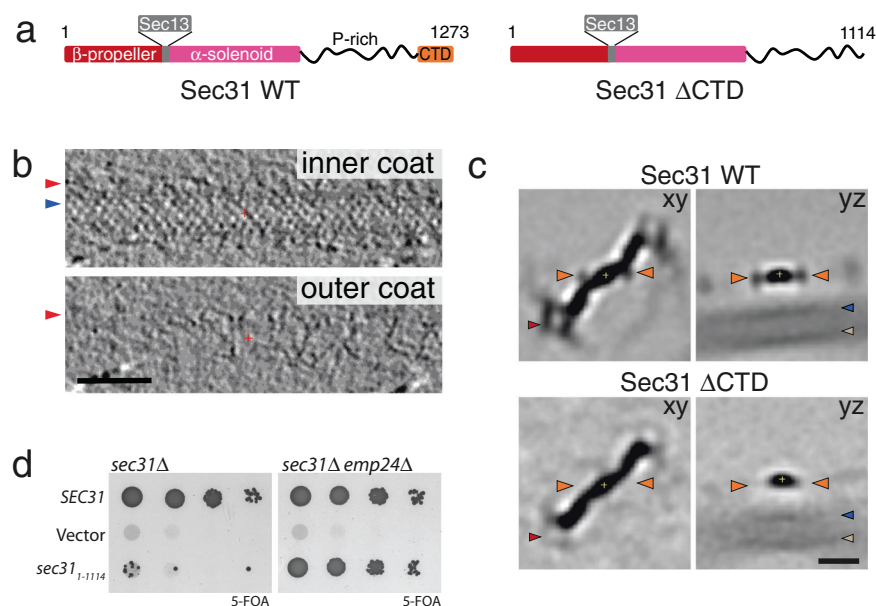 a
Sec13
1 P-rich 1273
β-propeller α-solenoid CTD
Sec31 WT
Sec13
1 1114
Sec31 ΔCTD
b
inner coat
outer coat
c
Sec31 WT
xy yz
Sec31 ΔCTD
xy yz
d
sec31Δ sec31Δ emp24Δ
SEC31
Vector
sec31₁₋₁₁₁₄
5-FOA 5-FOA